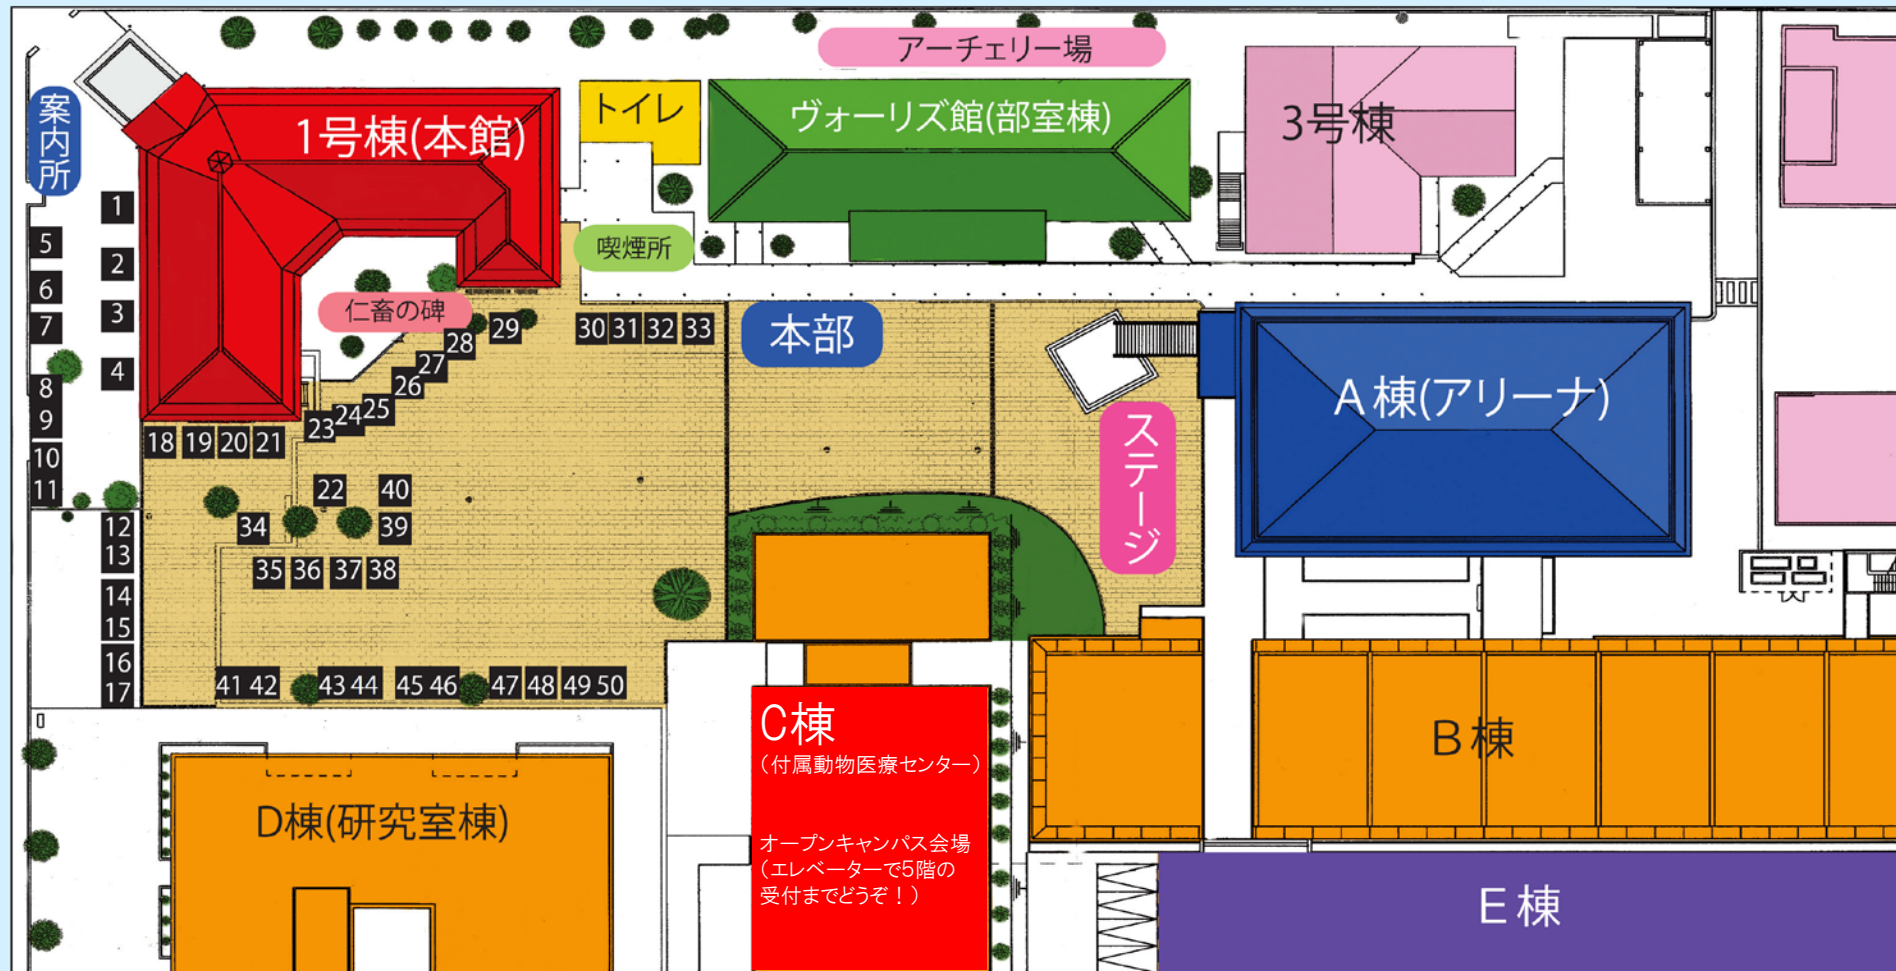 アーチェリー場
案内所
1号棟(本館)
トイレ
ヴォーリズ館(部室棟)
3号棟
喫煙所
仁畜の碑
本部
A棟(アリーナ)
ステージ
1
2
3
4
5
6
7
8
9
10
11
12
13
14
15
16
17
18 19 20 21
22
23 24 25 26 27 28 29
30 31 32 33
34
35 36 37 38
39
40
41 42 43 44 45 46 47 48 49 50
C棟
(付属動物医療センター)
オープンキャンパス会場
(エレベーターで5階の
受付までどうぞ！)
B棟
D棟(研究室棟)
E棟